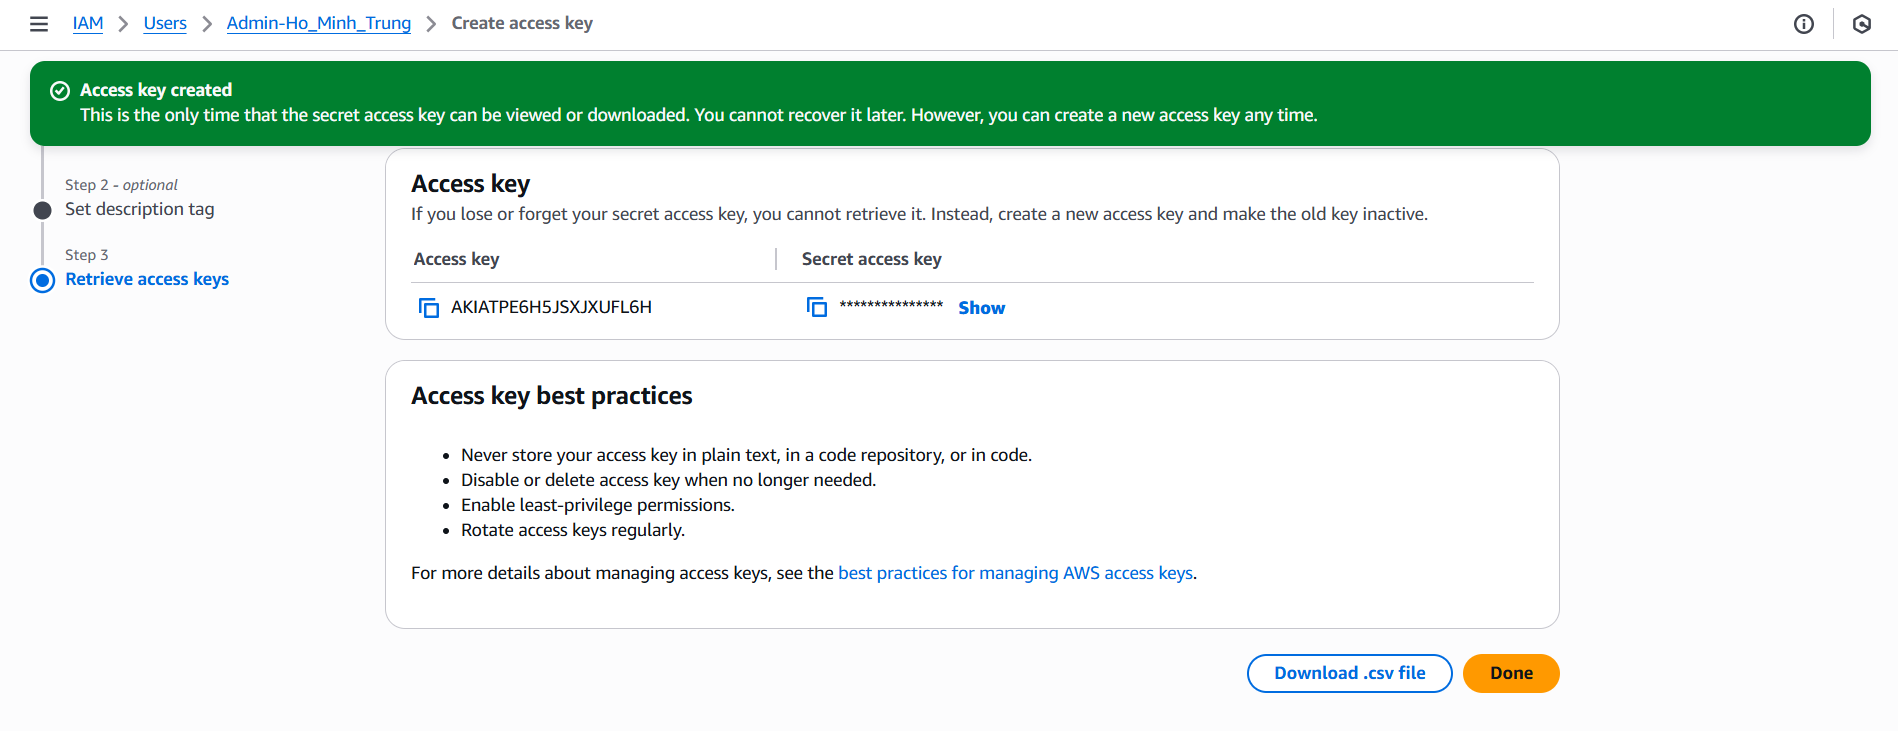 IAM > Users > Admin-Ho_Minh_Trung > Create access key
Access key created
This is the only time that the secret access key can be viewed or downloaded. You cannot recover it later. However, you can create a new access key any time.
Step 2 - optional
Set description tag
Step 3
Retrieve access keys
Access key
If you lose or forget your secret access key, you cannot retrieve it. Instead, create a new access key and make the old key inactive.
Access key | Secret access key
AKIATPE6H5JSXJXUFL6H *************** Show
Access key best practices
• Never store your access key in plain text, in a code repository, or in code.
• Disable or delete access key when no longer needed.
• Enable least-privilege permissions.
• Rotate access keys regularly.
For more details about managing access keys, see the best practices for managing AWS access keys.
Download .csv file Done